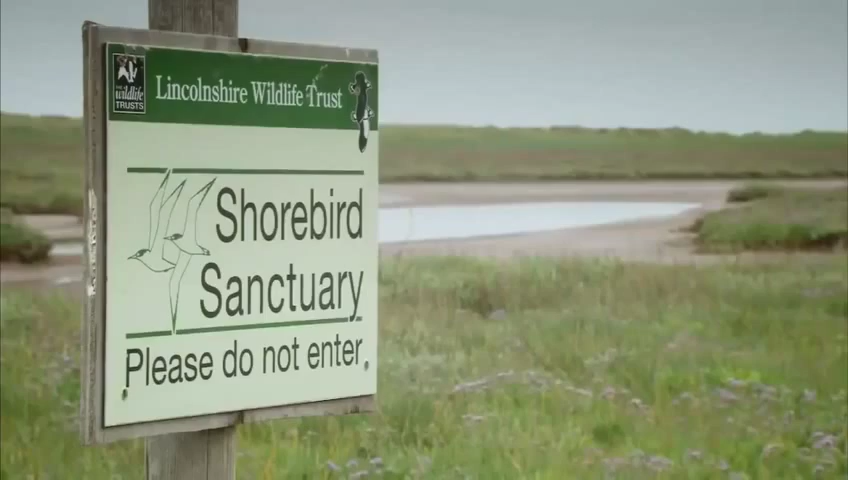 Lincolnshire Wildlife Trust
THE
wildlife
TRUSTS
Shorebird
Sanctuary
Please do not enter